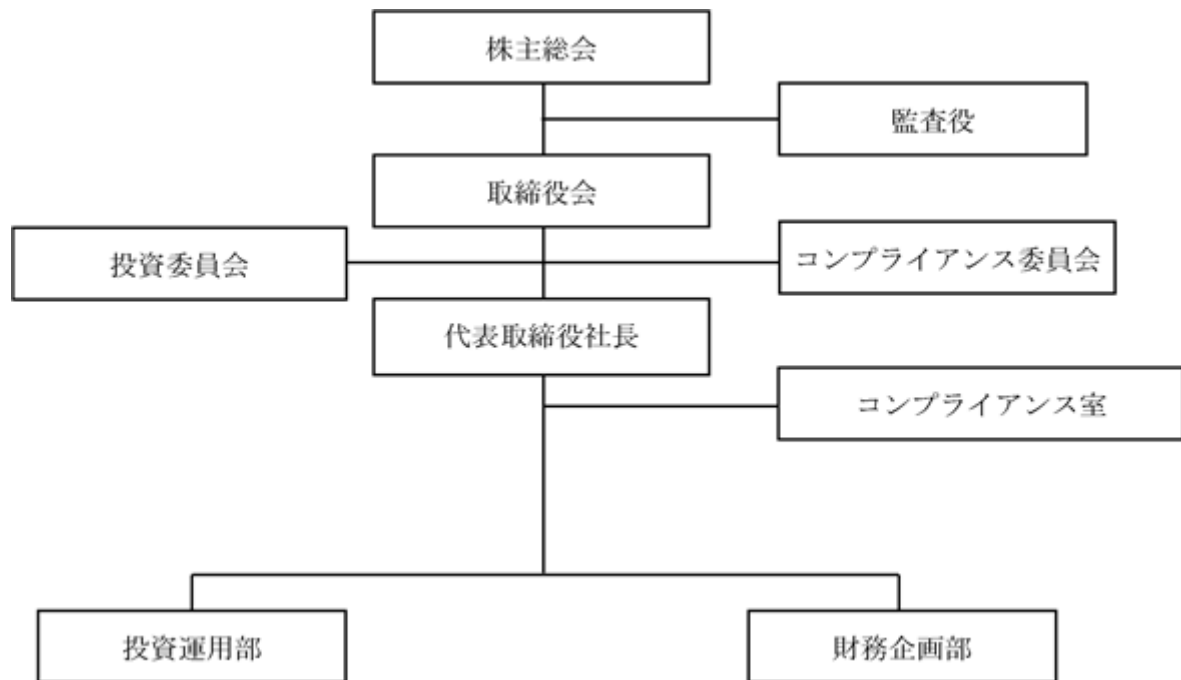 株主総会
監査役
取締役会
投資委員会
コンプライアンス委員会
代表取締役社長
コンプライアンス室
投資運用部
財務企画部